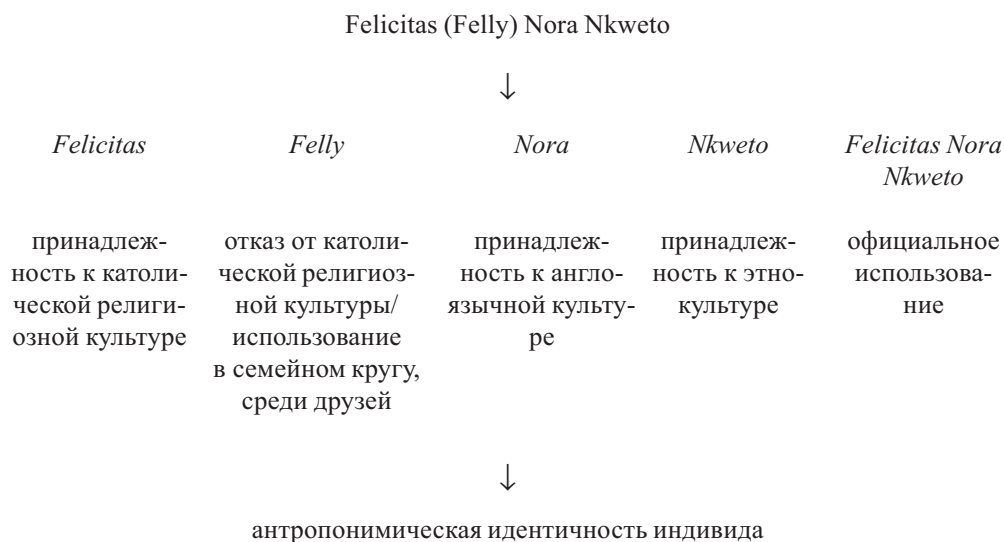 Felicitas (Felly) Nora Nkweto
↓
Felicitas
Felly
Nora
Nkweto
Felicitas Nora
Nkweto
принадлеж-
ность к католи-
ческой религи-
озной культуре
отказ от католи-
ческой религиоз-
ной культуры/
использование
в семейном кругу,
среди друзей
принадлеж-
ность к англо-
язычной культу-
ре
принадлеж-
ность к этно-
культуре
официальное
использова-
ние
↓
антропонимическая идентичность индивида